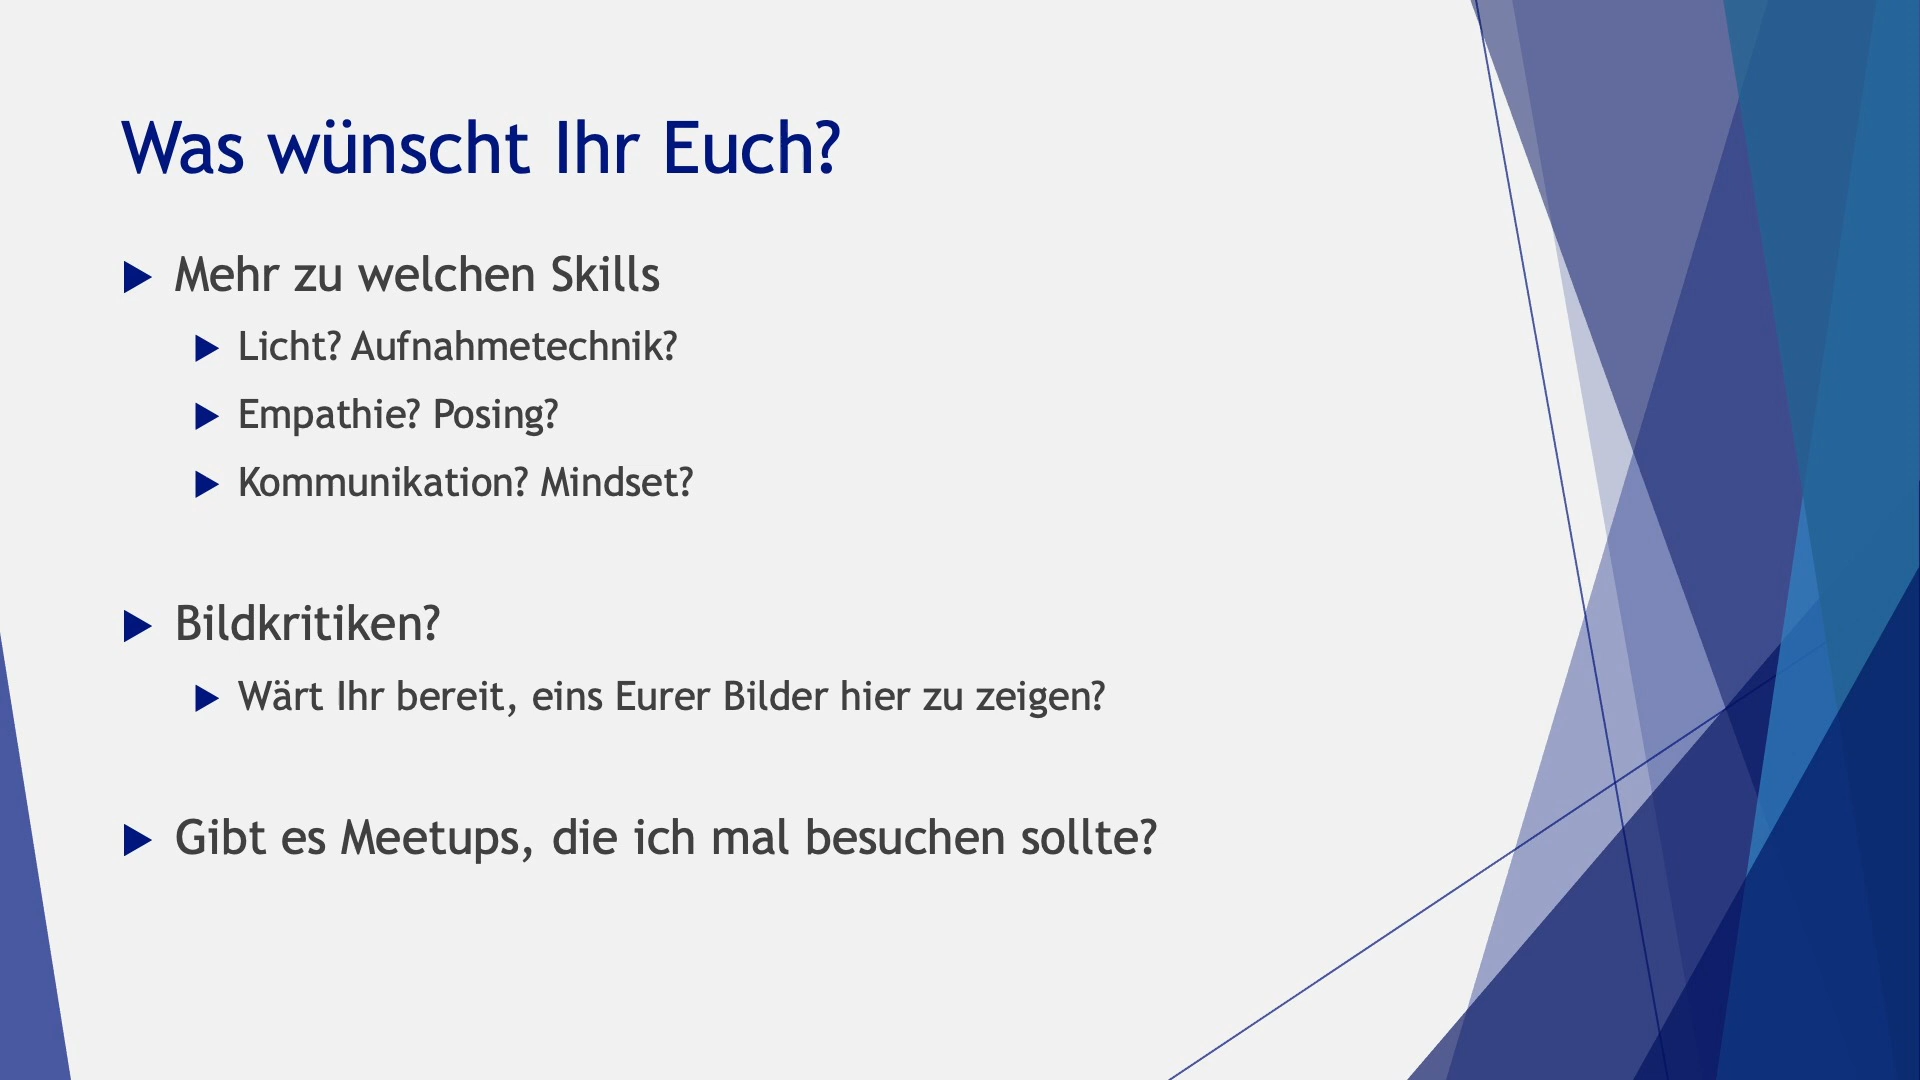 Was wünscht Ihr Euch?
Mehr zu welchen Skills
Licht? Aufnahmetechnik?
Empathie? Posing?
Kommunikation? Mindset?
Bildkritiken?
Wärt Ihr bereit, eins Eurer Bilder hier zu zeigen?
Gibt es Meetups, die ich mal besuchen sollte?